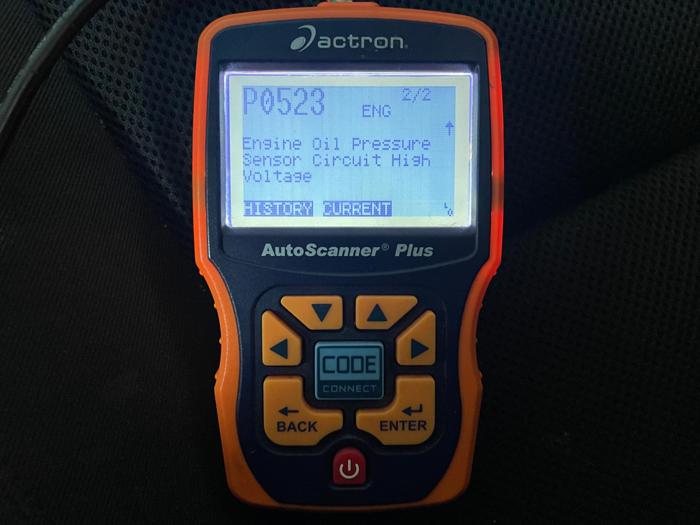 actron®
P0523 ENG 2/2
Engine Oil Pressure
Sensor Circuit High
Voltage
HISTORY CURRENT
AutoScanner® Plus
CODE
CONNECT
BACK
ENTER